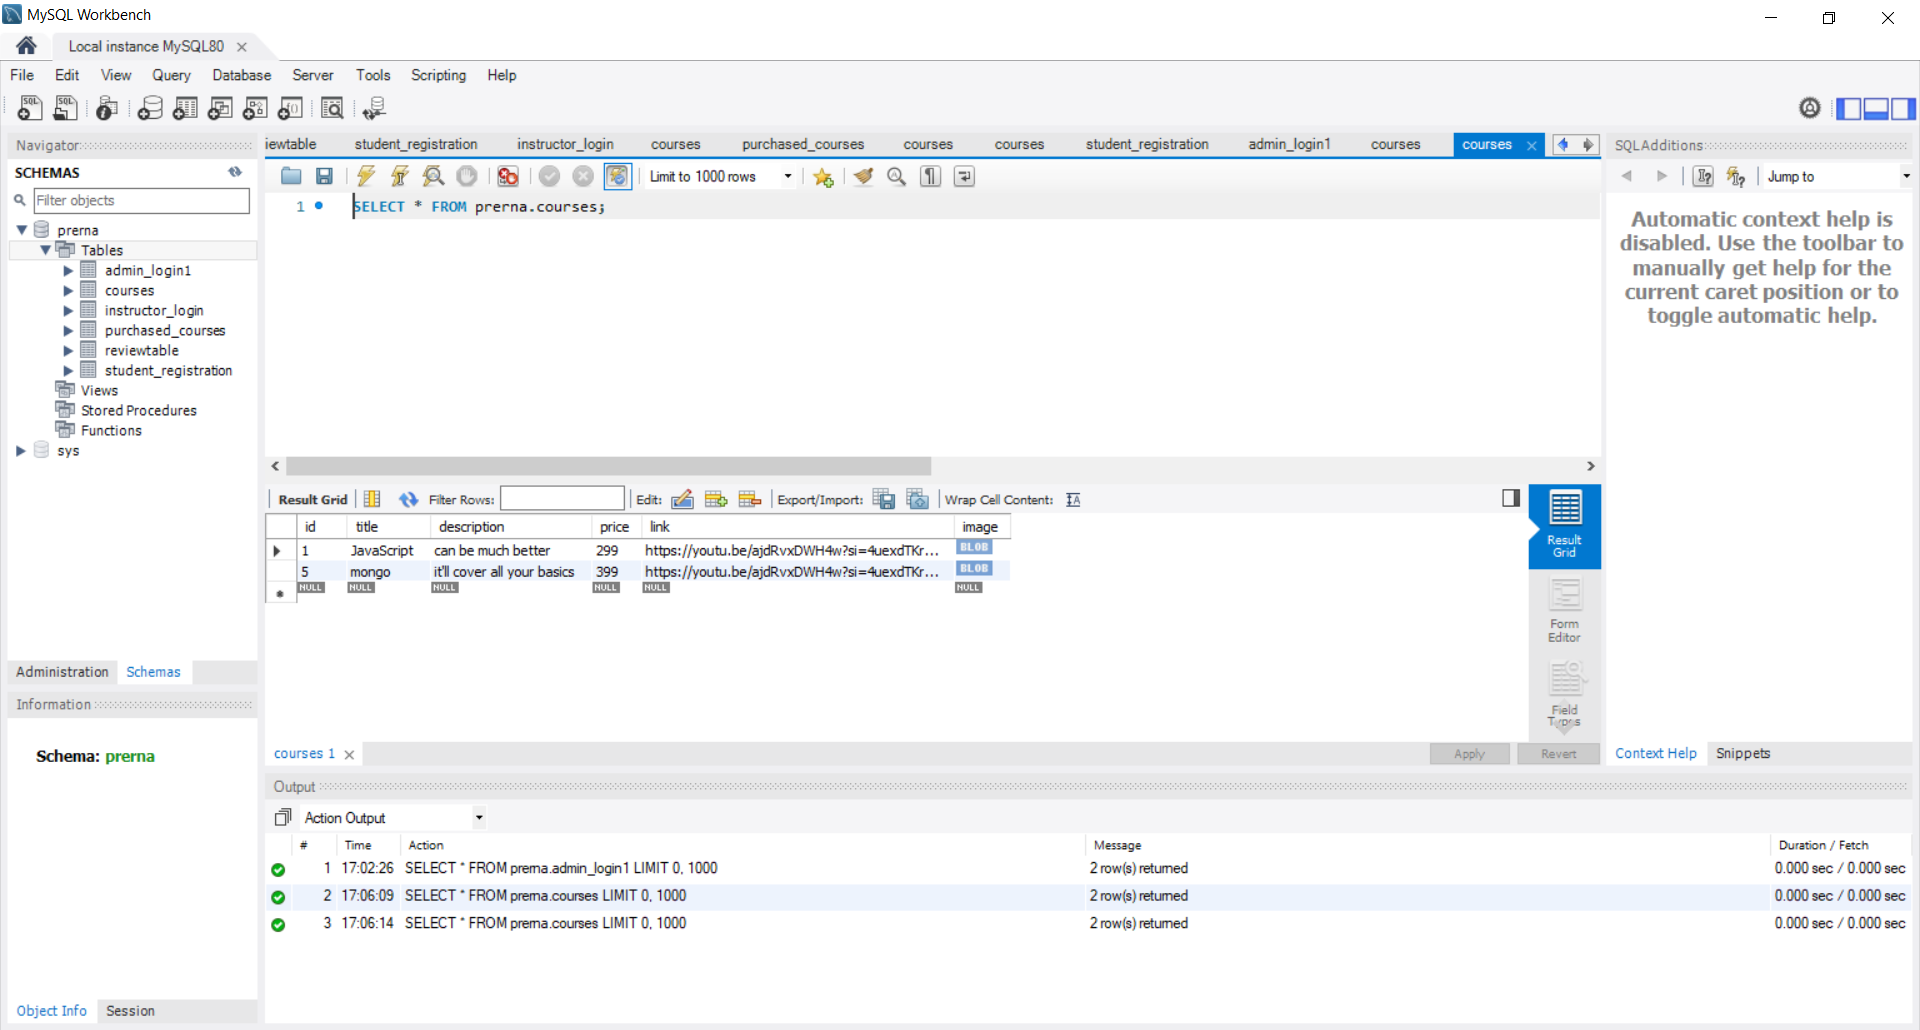 MySQL Workbench
Local instance MySQL80
File Edit View Query Database Server Tools Scripting Help
Navigator
SCHEMAS
Filter objects
prerna
Tables
admin_login1
courses
instructor_login
purchased_courses
reviewtable
student_registration
Views
Stored Procedures
Functions
sys
Administration Schemas
Information
Schema: prerna
Object Info Session
iewtable student_registration instructor_login courses purchased_courses courses courses student_registration admin_login1 courses courses
Limit to 1000 rows
1 SELECT * FROM prerna.courses;
Result Grid Filter Rows: Edit: Export/Import: Wrap Cell Content:
id title description price link image
1 JavaScript can be much better 299 https://youtu.be/ajdRvxDWH4w?si=4uexdTKr... BLOB
5 mongo it'll cover all your basics 399 https://youtu.be/ajdRvxDWH4w?si=4uexdTKr... BLOB
NULL NULL NULL NULL NULL NULL
Result
Grid
Form
Editor
Field
Types
courses 1
Apply Revert
SQLAdditions
Jump to
Automatic context help is
disabled. Use the toolbar to
manually get help for the
current caret position or to
toggle automatic help.
Context Help Snippets
Output
Action Output
# Time Action Message Duration / Fetch
1 17:02:26 SELECT * FROM prerna.admin_login1 LIMIT 0, 1000 2 row(s) returned 0.000 sec / 0.000 sec
2 17:06:09 SELECT * FROM prerna.courses LIMIT 0, 1000 2 row(s) returned 0.000 sec / 0.000 sec
3 17:06:14 SELECT * FROM prerna.courses LIMIT 0, 1000 2 row(s) returned 0.000 sec / 0.000 sec